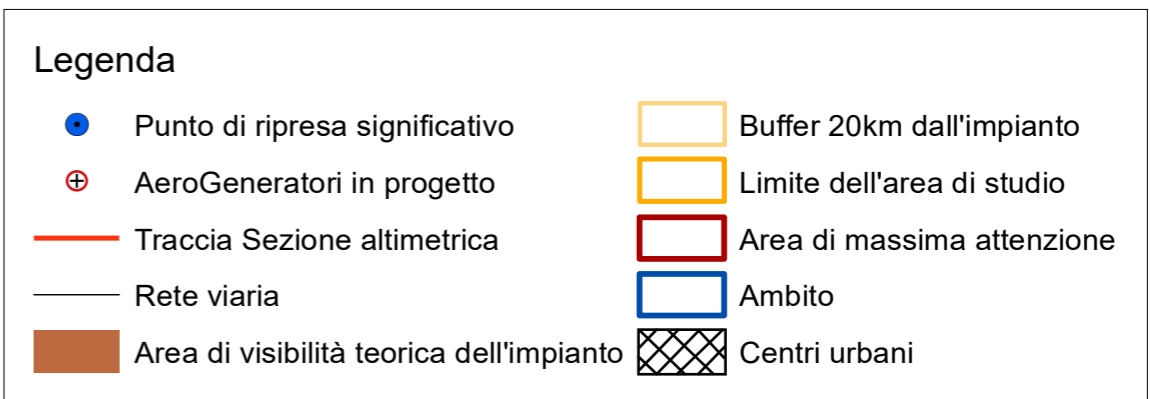 Legenda
Punto di ripresa significativo
AeroGeneratori in progetto
Traccia Sezione altimetrica
Rete viaria
Area di visibilità teorica dell'impianto
Buffer 20km dall'impianto
Limite dell'area di studio
Area di massima attenzione
Ambito
Centri urbani